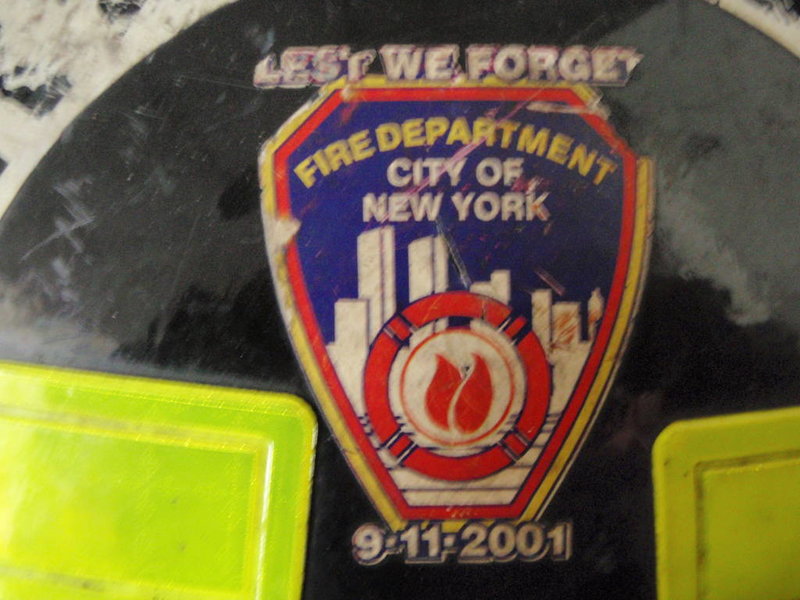 LEST WE FORGET
FIRE DEPARTMENT
CITY OF
NEW YORK
9-11-2001